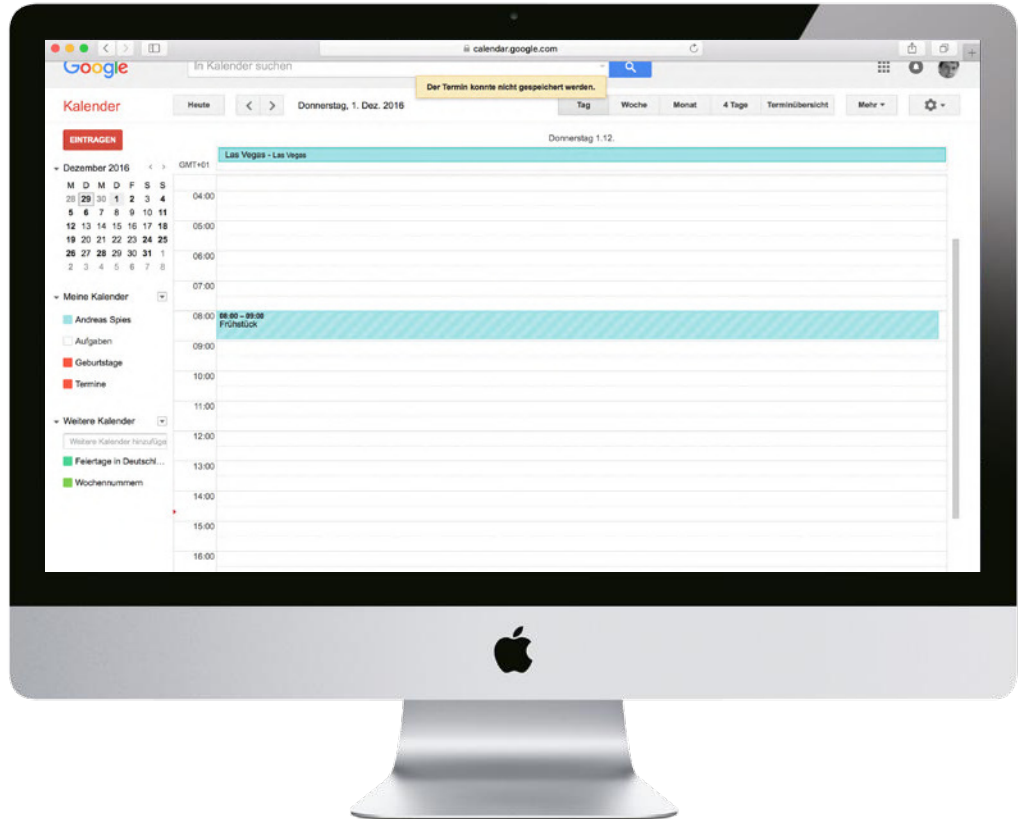 calendar.google.com
Google
In Kalender suchen
Der Termin konnte nicht gespeichert werden.
Kalender
Heute
Donnerstag, 1. Dez. 2016
Tag
Woche
Monat
4 Tage
Terminübersicht
Mehr
EINTRAGEN
Donnerstag 1.12.
GMT+01
Las Vegas - Las Vegas
Dezember 2016
M D M D F S S
28 29 30 1 2 3 4
5 6 7 8 9 10 11
12 13 14 15 16 17 18
19 20 21 22 23 24 25
26 27 28 29 30 31 1
2 3 4 5 6 7 8
Meine Kalender
Andreas Spies
Aufgaben
Geburtstage
Termine
Weitere Kalender
Weitere Kalender hinzufüge
Feiertage in Deutschl...
Wochennummern
04:00
05:00
06:00
07:00
08:00
08:00 – 09:00
Frühstück
09:00
10:00
11:00
12:00
13:00
14:00
15:00
16:00